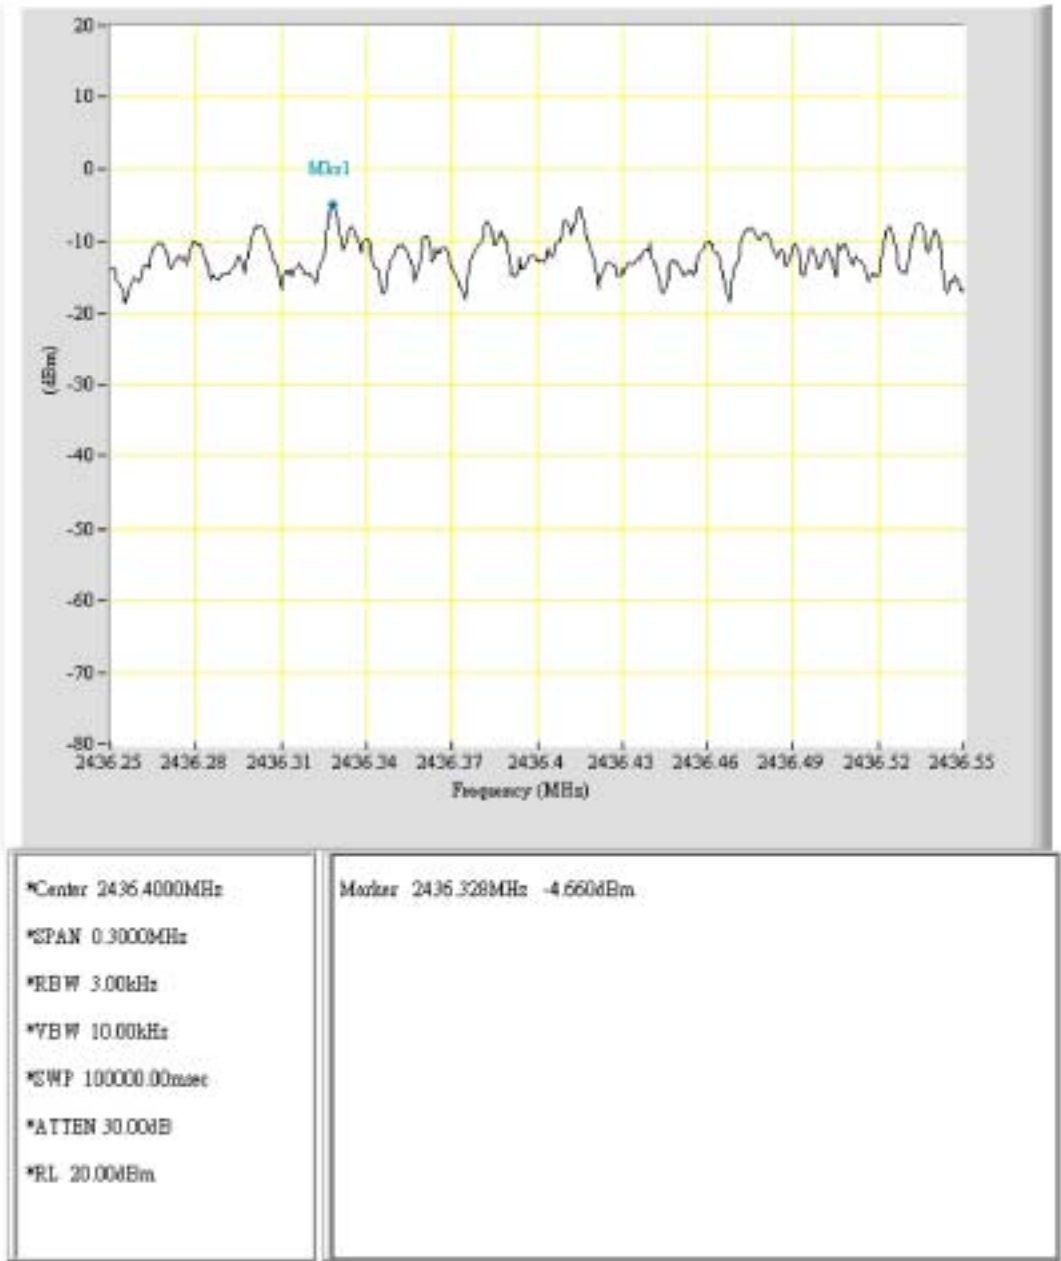 20
10
0
-10
-20
-30
-40
-50
-60
-70
-80
(dBm)
Mkr1
2436.25 2436.28 2436.31 2436.34 2436.37 2436.4 2436.43 2436.46 2436.49 2436.52 2436.55
Frequency (MHz)
*Center 2436.4000MHz
*SPAN 0.3000MHz
*RBW 3.00kHz
*VBW 10.00kHz
*SWP 100000.00msec
*ATTEN 30.00dB
*RL 20.00dBm
Marker 2436.328MHz -4.660dBm